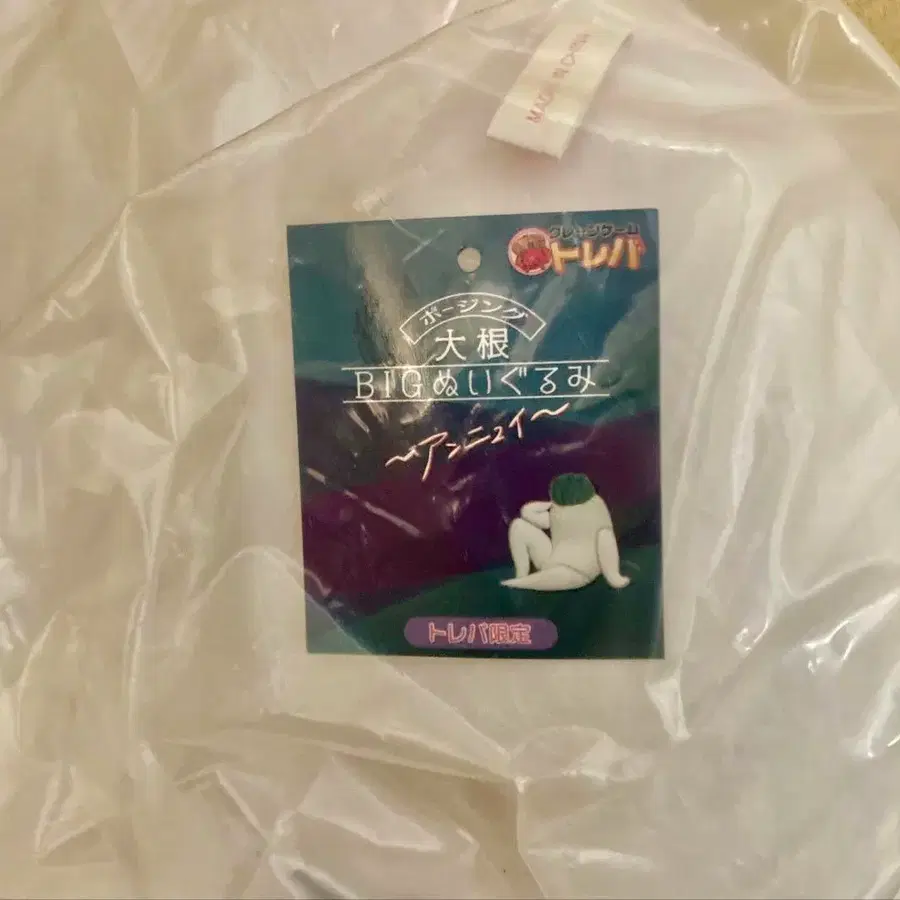 MADE IN CHINA
クレーンゲーム
トレバ
ポージング
大根
BIGぬいぐるみ
〜アンニュイ〜
トレバ限定